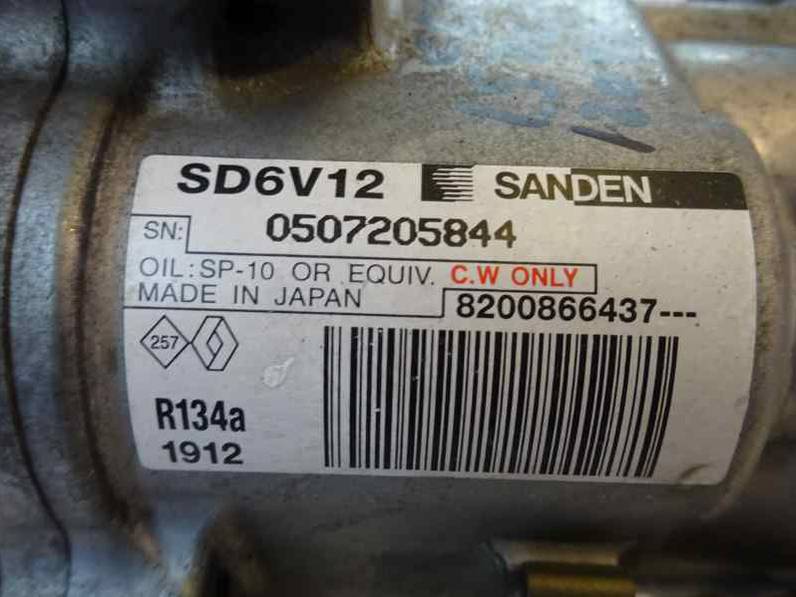 SD6V12 SANDEN
SN: 0507205844
OIL:SP-10 OR EQUIV. C.W ONLY
MADE IN JAPAN 8200866437---
257
R134a
1912